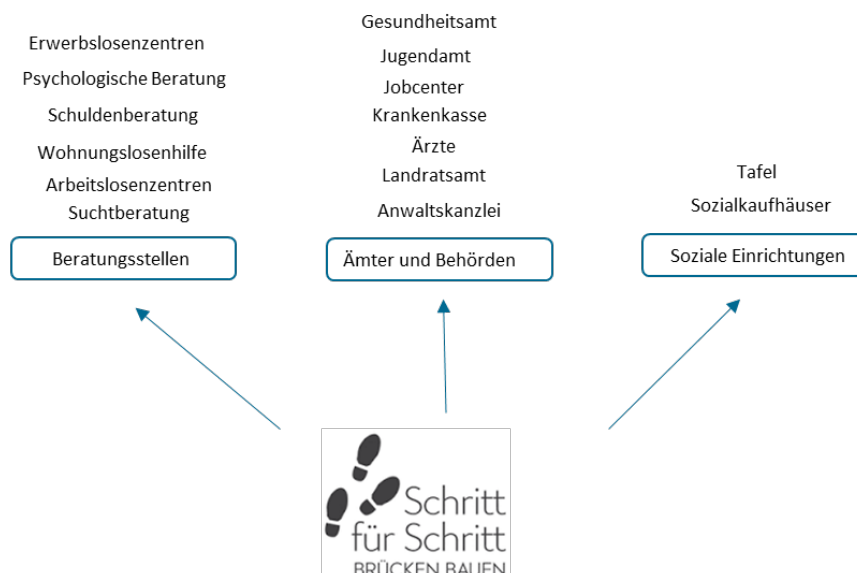 Erwerbslosenzentren
Psychologische Beratung
Schuldenberatung
Wohnungslosenhilfe
Arbeitslosenzentren
Suchtberatung
Beratungsstellen
Gesundheitsamt
Jugendamt
Jobcenter
Krankenkasse
Ärzte
Landratsamt
Anwaltskanzlei
Ämter und Behörden
Tafel
Sozialkaufhäuser
Soziale Einrichtungen
Schritt
für Schritt
BRÜCKEN BAUEN